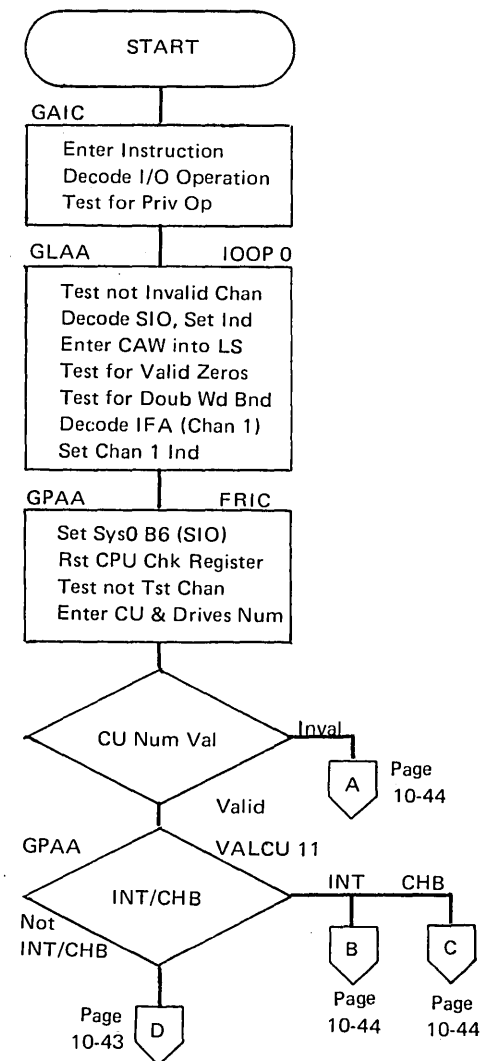 START
GAIC
Enter Instruction
Decode I/O Operation
Test for Priv Op
GLAA IOOP 0
Test not Invalid Chan
Decode SIO, Set Ind
Enter CAW into LS
Test for Valid Zeros
Test for Doub Wd Bnd
Decode IFA (Chan 1)
Set Chan 1 Ind
GPAA FRIC
Set Sys0 B6 (SIO)
Rst CPU Chk Register
Test not Tst Chan
Enter CU & Drives Num
CU Num Val
Inval
A
Page
10-44
Valid
GPAA VALCU 11
INT/CHB
INT CHB
Not
INT/CHB
B
C
Page
10-44
Page
10-44
Page
10-43
D